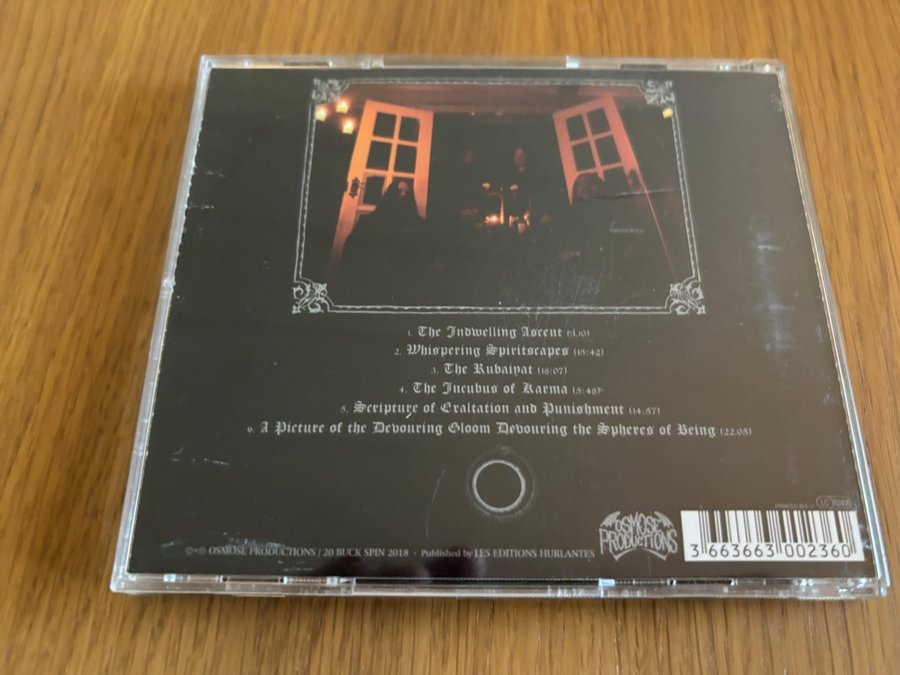 1. The Indwelling Ascent (3:10)
2. Whispering Spiritscapes (15:42)
3. The Rubaiyat (18:07)
4. The Incubus of Karma (5:48)
5. Scripture of Exaltation and Punishment (14:57)
6. A Picture of the Devouring Gloom Devouring the Spheres of Being (22:05)
OSMOSE PRODUCTIONS
LC
©+℗ OSMOSE PRODUCTIONS / 20 BUCK SPIN 2018 · Published by LES EDITIONS HURLANTES
3 663663 002360